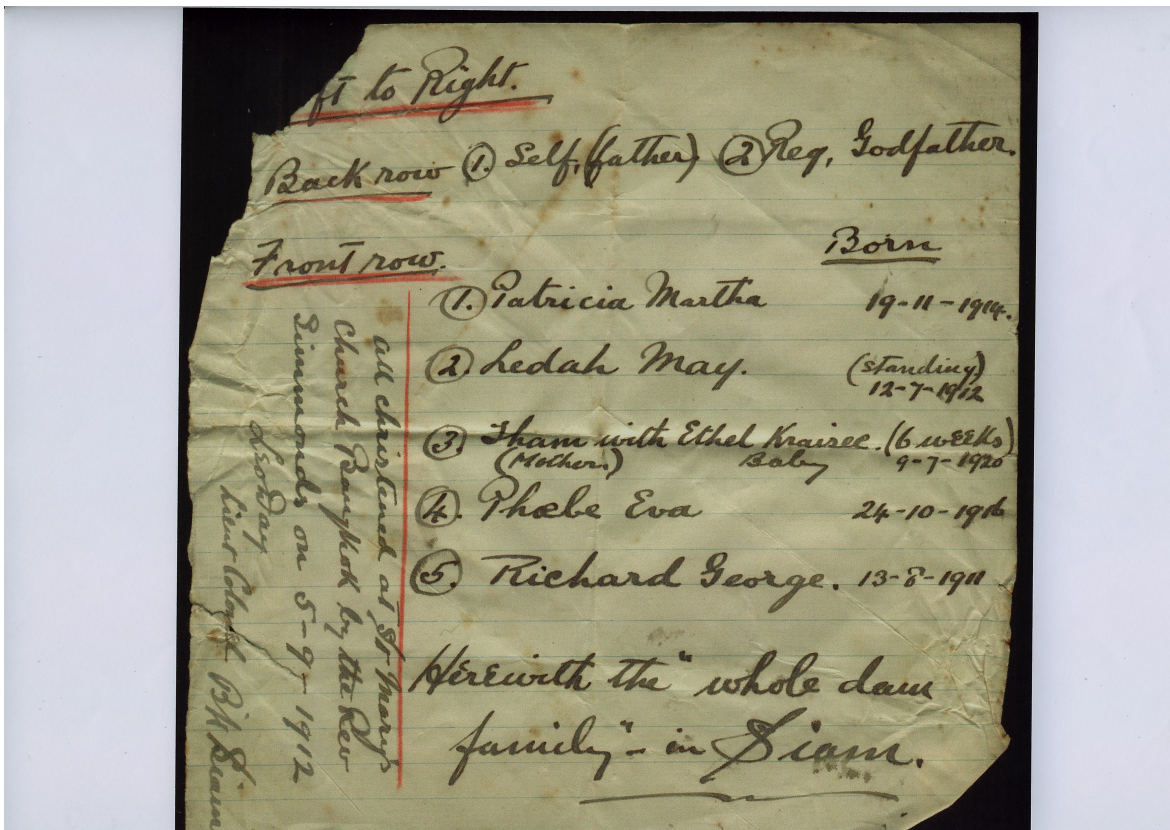 ft to Right.
Back row ① Self, (father) ② Reg, Godfather.
Front row.
Born
①. Patricia Martha 19-11-1914.
② Ledah May. (standing)
12-7-1912
③. Tham with Ethel Kraisee. (6 weeks)
(Mother.) Baby 9-7-1920
④. Phœbe Eva 24-10-1916
⑤. Richard George. 13-8-1911
Herewith the "whole dam
family" - in Siam.
all christened at St Mary's
Church Bangkok by the Rev
Simmonds on 5-9-1912
Leo Day
Lieut Colonel B'k Siam